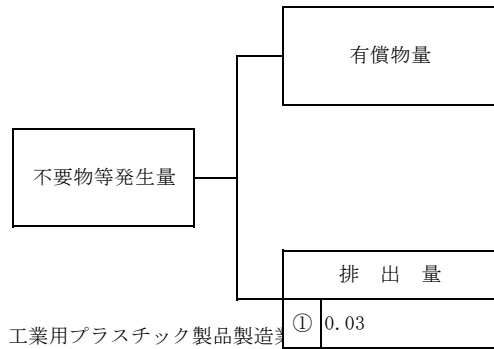 有償物量
不要物等発生量
排 出 量
① 0.03
工業用プラスチック製品製造業